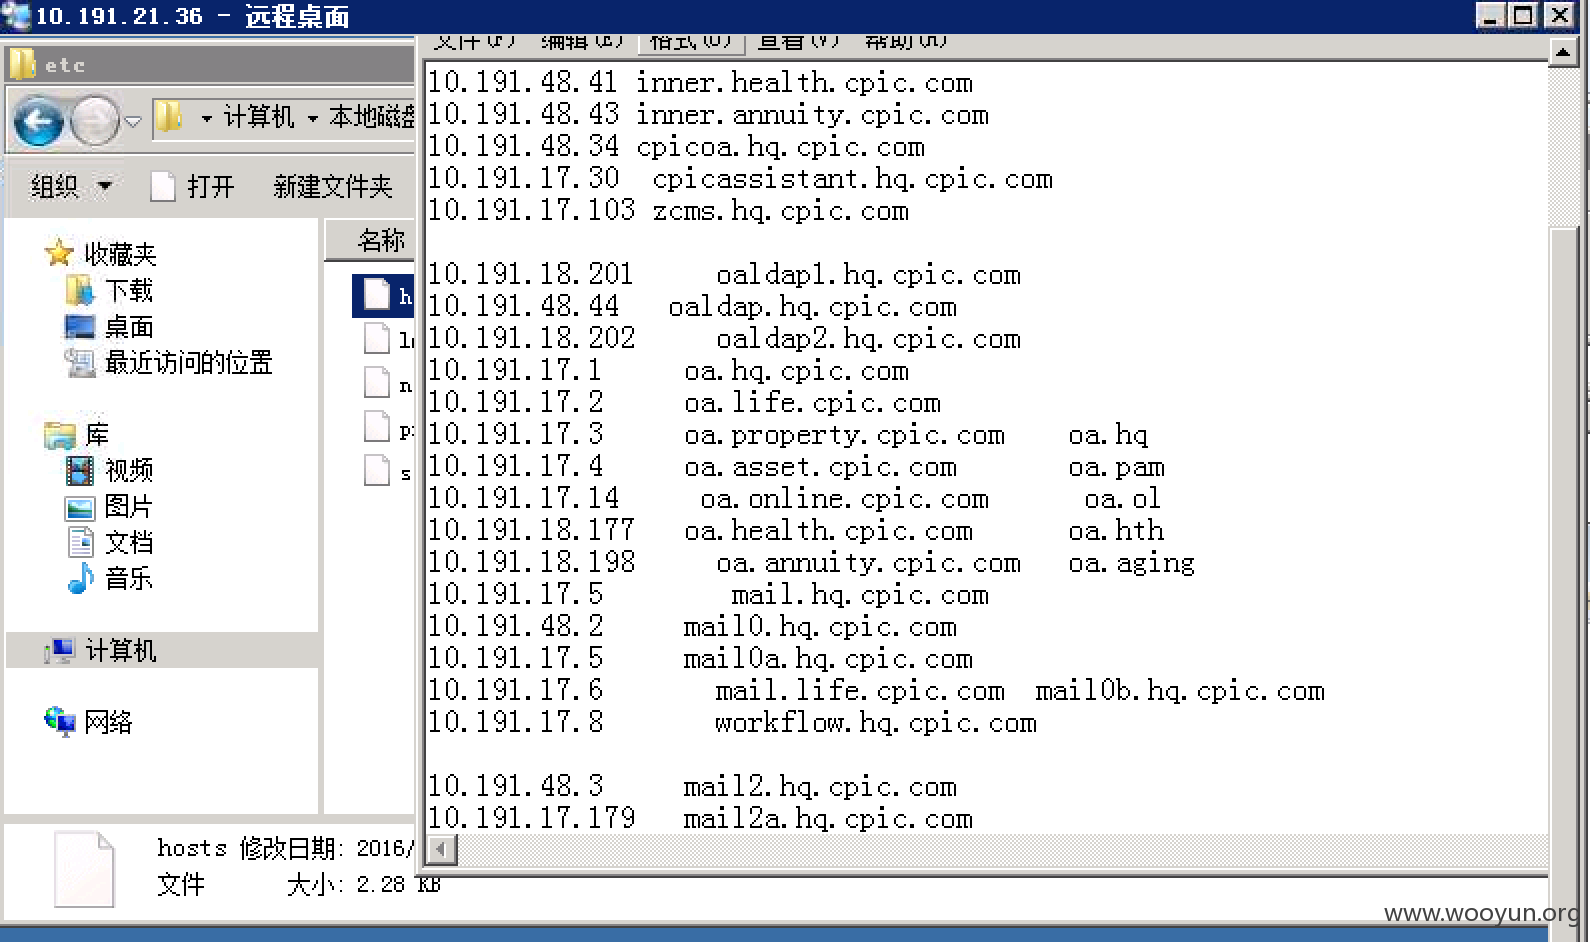 10.191.21.36 - 远程桌面
文件(F) 编辑(E) 格式(O) 查看(V) 帮助(H)
etc
计算机 本地磁盘
组织 打开 新建文件夹
名称
收藏夹
下载
桌面
最近访问的位置
库
视频
图片
文档
音乐
计算机
网络
10.191.48.41 inner.health.cpic.com
10.191.48.43 inner.annuity.cpic.com
10.191.48.34 cpicoa.hq.cpic.com
10.191.17.30 cpicassistant.hq.cpic.com
10.191.17.103 zcms.hq.cpic.com
10.191.18.201 oaldap1.hq.cpic.com
10.191.48.44 oaldap.hq.cpic.com
10.191.18.202 oaldap2.hq.cpic.com
10.191.17.1 oa.hq.cpic.com
10.191.17.2 oa.life.cpic.com
10.191.17.3 oa.property.cpic.com oa.hq
10.191.17.4 oa.asset.cpic.com oa.pam
10.191.17.14 oa.online.cpic.com oa.ol
10.191.18.177 oa.health.cpic.com oa.hth
10.191.18.198 oa.annuity.cpic.com oa.aging
10.191.17.5 mail.hq.cpic.com
10.191.48.2 mail0.hq.cpic.com
10.191.17.5 mail0a.hq.cpic.com
10.191.17.6 mail.life.cpic.com mail0b.hq.cpic.com
10.191.17.8 workflow.hq.cpic.com
10.191.48.3 mail2.hq.cpic.com
10.191.17.179 mail2a.hq.cpic.com
hosts 修改日期: 2016/
文件 大小: 2.28 KB
www.wooyun.org